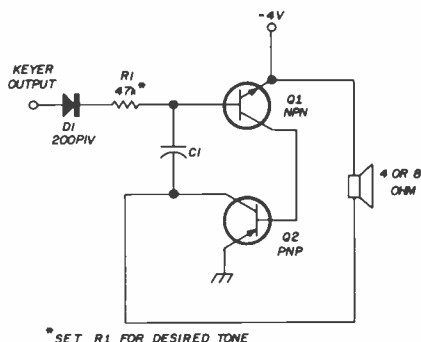 -4V
KEYER
OUTPUT
R1
47k*
D1
200PIV
Q1
NPN
C1
4 OR 8
OHM
Q2
PNP
*SET R1 FOR DESIRED TONE